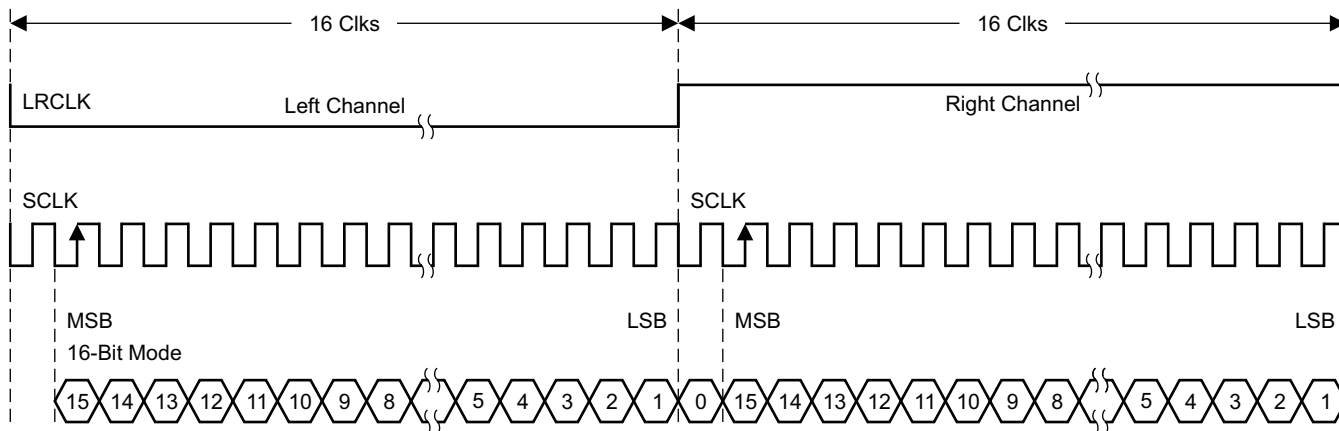 16 Clks 16 Clks
LRCLK Left Channel Right Channel
SCLK SCLK
MSB LSB MSB LSB
16-Bit Mode
15 14 13 12 11 10 9 8 5 4 3 2 1 0 15 14 13 12 11 10 9 8 5 4 3 2 1